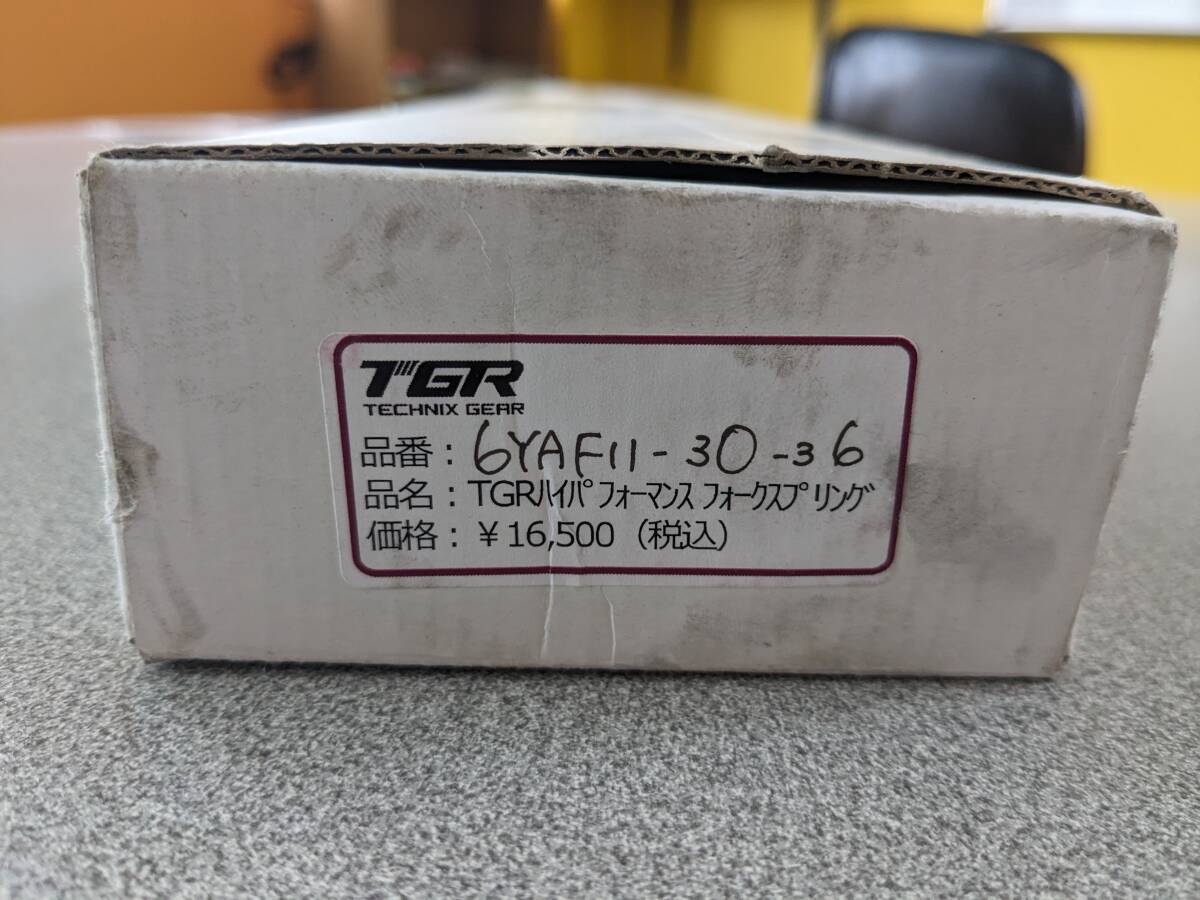 TGR
TECHNIX GEAR
品番：6YAF11-30-36
品名：TGRﾊｲﾊﾟﾌｫｰﾏﾝｽ ﾌｫｰｸｽﾌﾟﾘﾝｸﾞ
価格：￥16,500（税込）